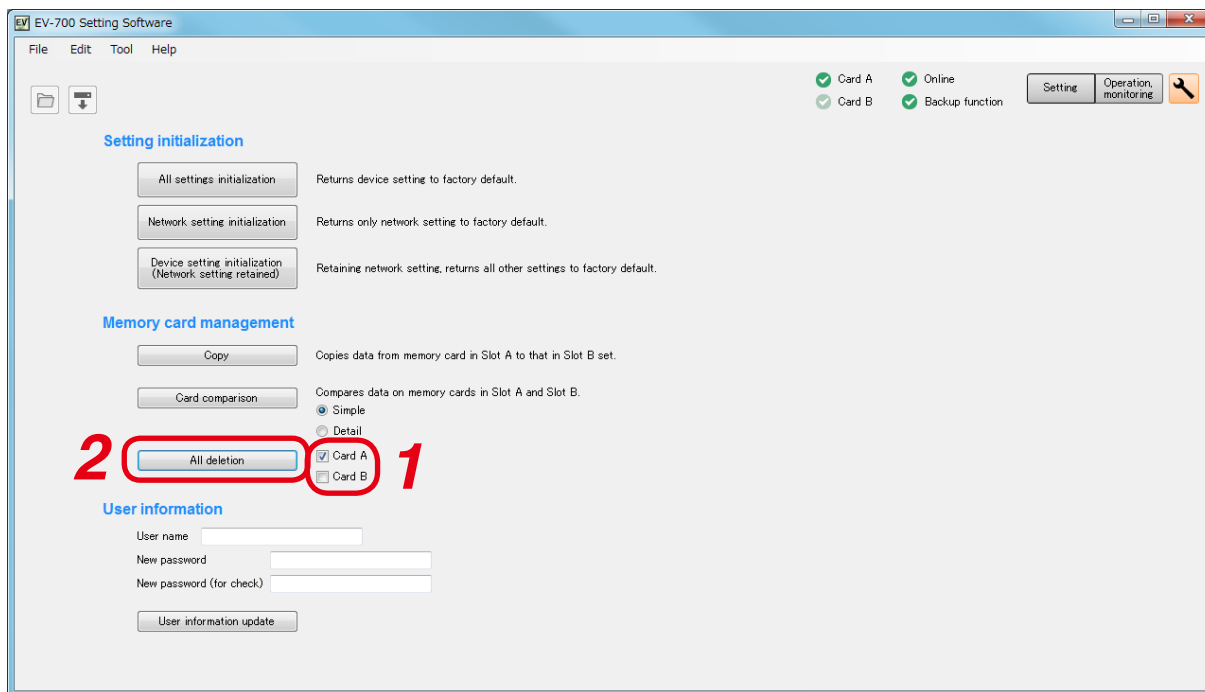 EV EV-700 Setting Software
File Edit Tool Help
Card A Online
Card B Backup function
Setting Operation, monitoring
Setting initialization
All settings initialization Returns device setting to factory default.
Network setting initialization Returns only network setting to factory default.
Device setting initialization
(Network setting retained) Retaining network setting, returns all other settings to factory default.
Memory card management
Copy Copies data from memory card in Slot A to that in Slot B set.
Card comparison Compares data on memory cards in Slot A and Slot B.
Simple
Detail
2 All deletion Card A 1
Card B
User information
User name
New password
New password (for check)
User information update